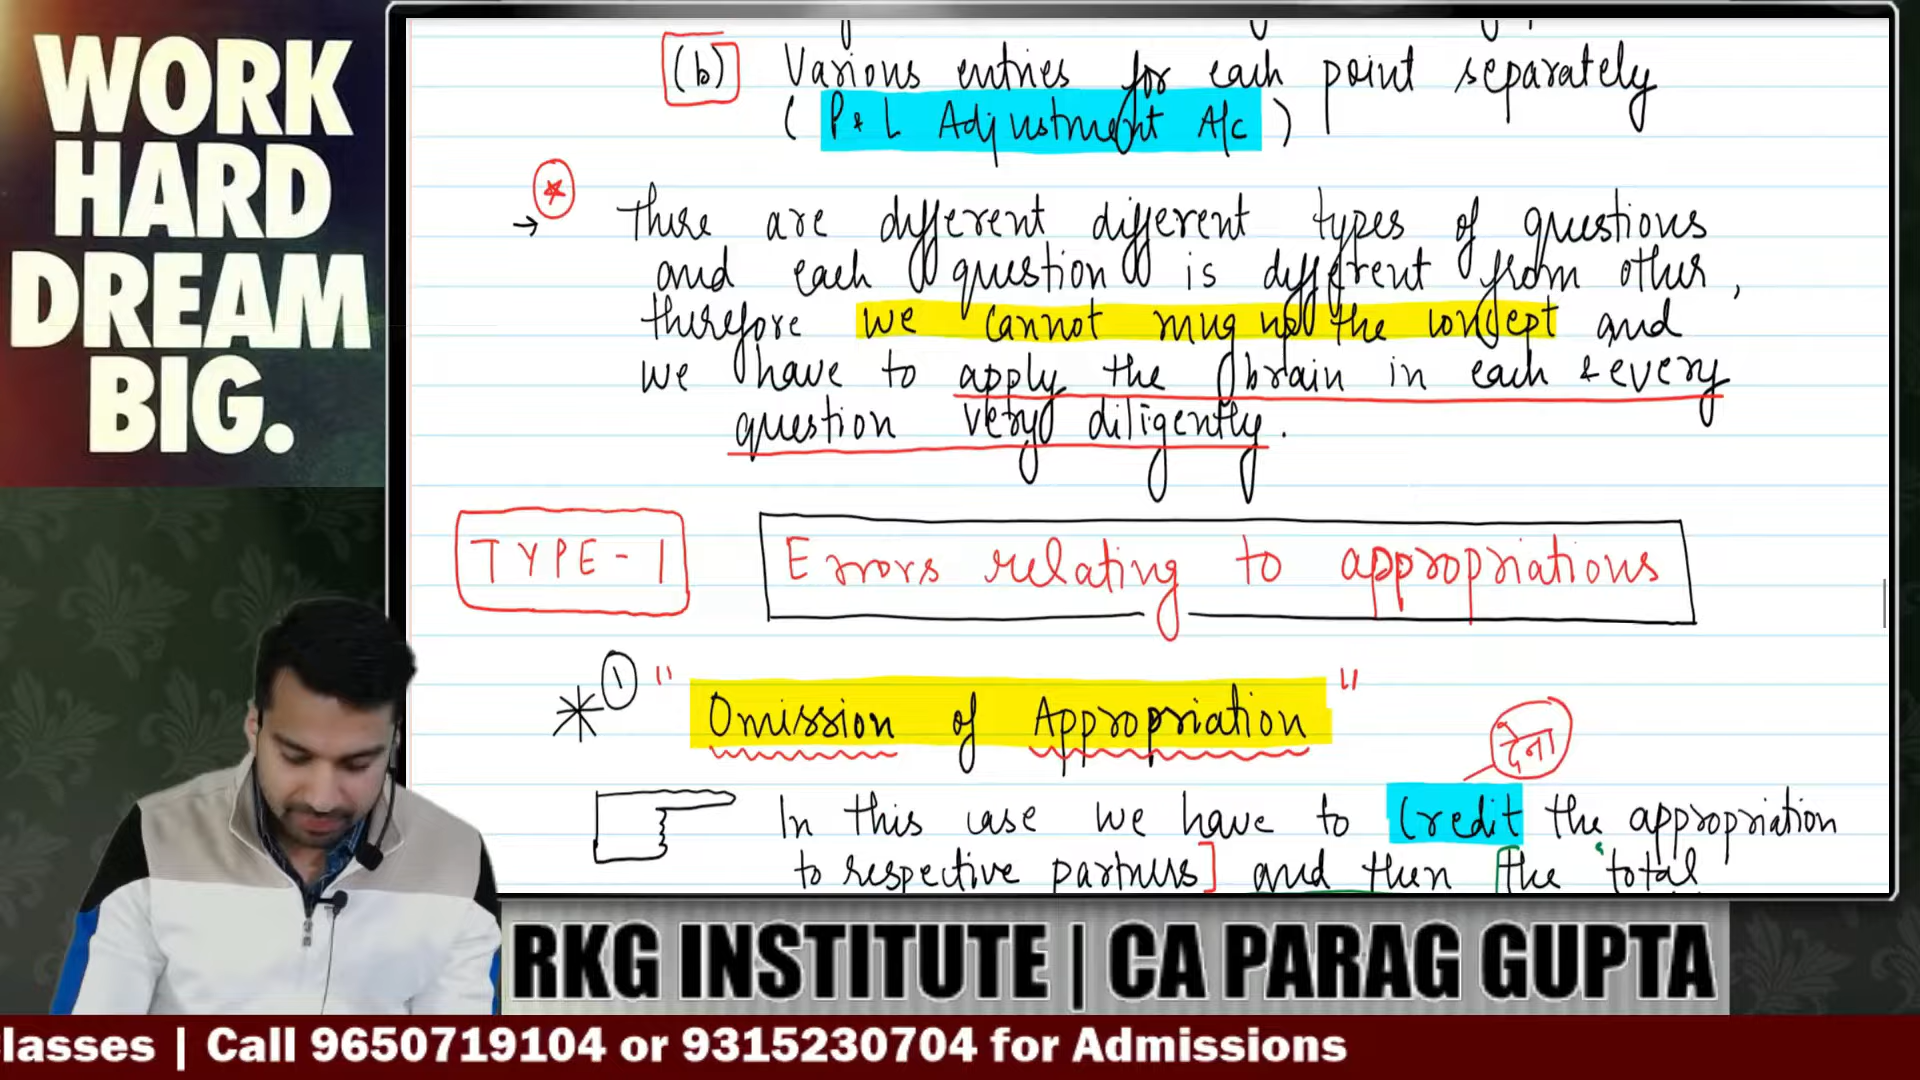 WORK
HARD
DREAM
BIG.
(b) Various entries for each point separately
( P & L Adjustment A/c )
There are different different types of questions
and each question is different from other,
therefore we cannot mug up the concept and
we have to apply the brain in each & every
question very diligently.
TYPE - 1 Errors relating to appropriations
1 " Omission of Appropriation "
देना
In this case we have to Credit the appropriation
to respective partners] and then the total
RKG INSTITUTE | CA PARAG GUPTA
lasses | Call 9650719104 or 9315230704 for Admissions